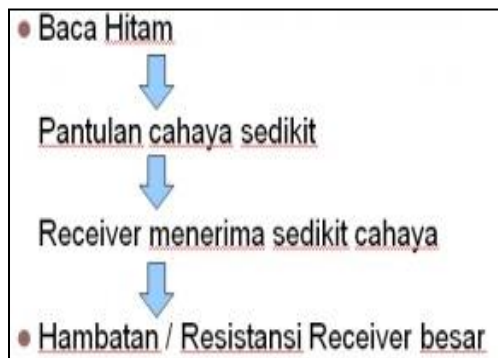 • Baca Hitam
Pantulan cahaya sedikit
Receiver menerima sedikit cahaya
• Hambatan / Resistansi Receiver besar